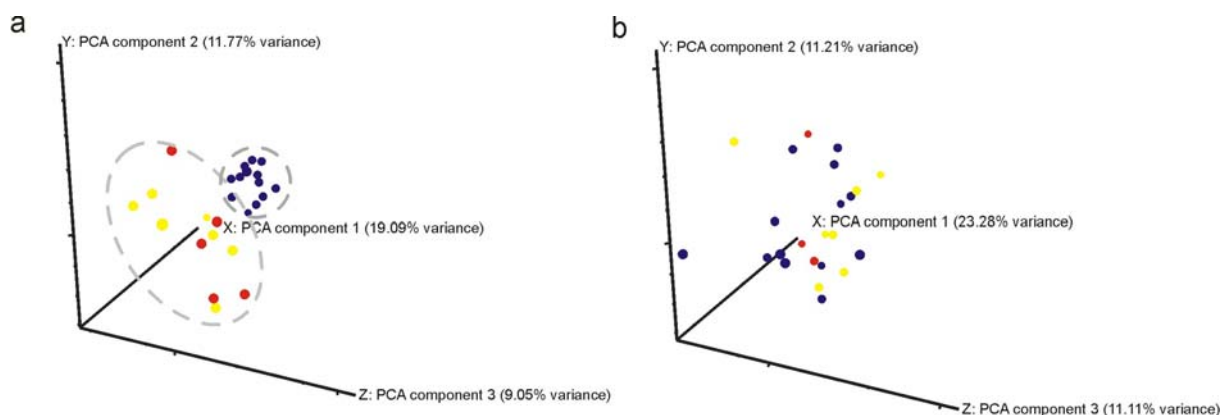 a
Y: PCA component 2 (11.77% variance)
X: PCA component 1 (19.09% variance)
Z: PCA component 3 (9.05% variance)
b
Y: PCA component 2 (11.21% variance)
X: PCA component 1 (23.28% variance)
Z: PCA component 3 (11.11% variance)